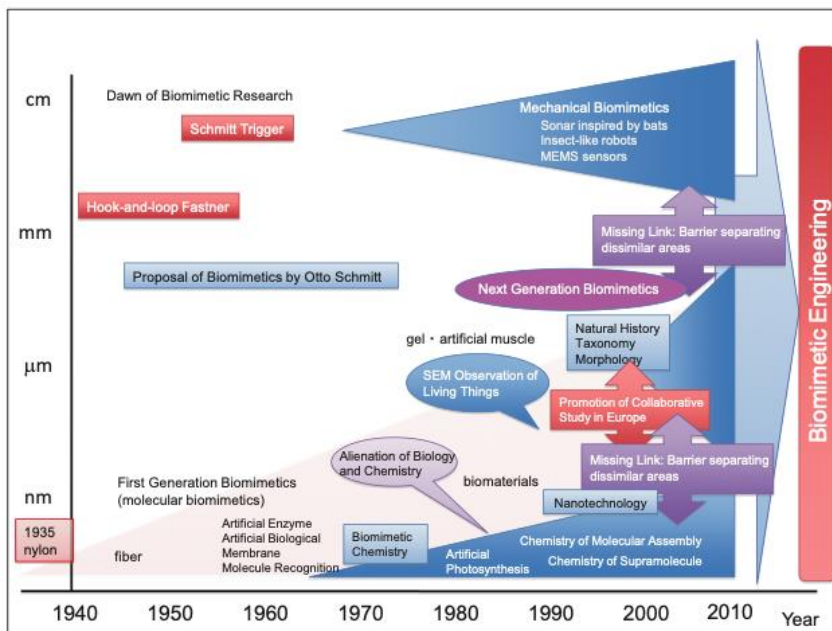 cm
Dawn of Biomimetic Research
Schmitt Trigger
Mechanical Biomimetics
Sonar inspired by bats
Insect-like robots
MEMS sensors
Hook-and-loop Fastner
mm
Missing Link: Barrier separating
dissimilar areas
Proposal of Biomimetics by Otto Schmitt
Next Generation Biomimetics
gel・artificial muscle
Natural History
Taxonomy
Morphology
μm
SEM Observation of
Living Things
Promotion of Collaborative
Study in Europe
Alienation of Biology
and Chemistry
Missing Link: Barrier separating
dissimilar areas
First Generation Biomimetics
(molecular biomimetics)
biomaterials
nm
Nanotechnology
1935
nylon
fiber
Artificial Enzyme
Artificial Biological
Membrane
Molecule Recognition
Biomimetic
Chemistry
Artificial
Photosynthesis
Chemistry of Molecular Assembly
Chemistry of Supramolecule
Biomimetic Engineering
1940 1950 1960 1970 1980 1990 2000 2010 Year